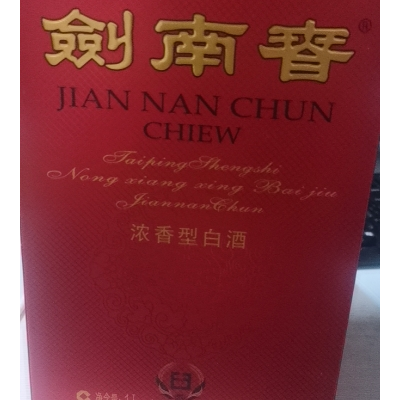 劍南春®
JIAN NAN CHUN
CHIEW
TaipingShengshi
Nong xiang xing Bai jiu
JiannanChun
浓香型白酒